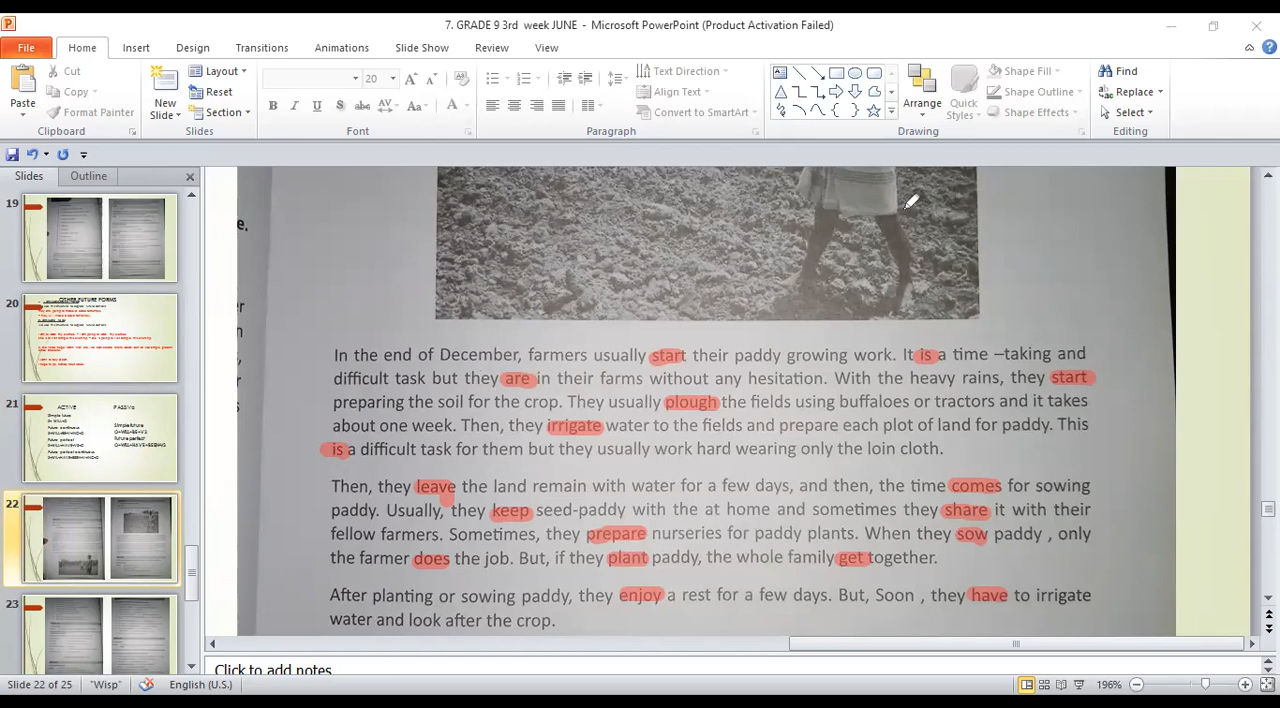 7. GRADE 9 3rd week JUNE - Microsoft PowerPoint (Product Activation Failed)
File Home Insert Design Transitions Animations Slide Show Review View
Cut
Copy
Format Painter
Paste
Clipboard
New
Slide
Layout
Reset
Section
Slides
20
Font
Text Direction
Align Text
Convert to SmartArt
Paragraph
Arrange
Quick
Styles
Shape Fill
Shape Outline
Shape Effects
Drawing
Find
Replace
Select
Editing
Slides Outline
19
20
OTHER FUTURE FORMS
21
ACTIVE
22
23
e.
In the end of December, farmers usually start their paddy growing work. It is a time –taking and
difficult task but they are in their farms without any hesitation. With the heavy rains, they start
preparing the soil for the crop. They usually plough the fields using buffaloes or tractors and it takes
about one week. Then, they irrigate water to the fields and prepare each plot of land for paddy. This
is a difficult task for them but they usually work hard wearing only the loin cloth.
Then, they leave the land remain with water for a few days, and then, the time comes for sowing
paddy. Usually, they keep seed-paddy with the at home and sometimes they share it with their
fellow farmers. Sometimes, they prepare nurseries for paddy plants. When they sow paddy , only
the farmer does the job. But, if they plant paddy, the whole family get together.
After planting or sowing paddy, they enjoy a rest for a few days. But, Soon , they have to irrigate
water and look after the crop.
Click to add notes
Slide 22 of 25 "Wisp" English (U.S.) 196%